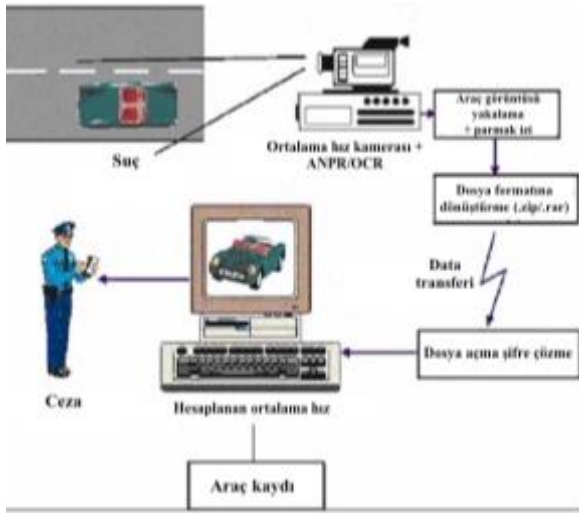 Suç
Ortalama hız kamerası +
ANPR/OCR
Araç görüntüsü
yakalama
+ parmak izi
Dosya formatına
dönüştürme (.zip/.rar)
Data
transferi
Dosya açma şifre çözme
Hesaplanan ortalama hız
Ceza
Araç kaydı